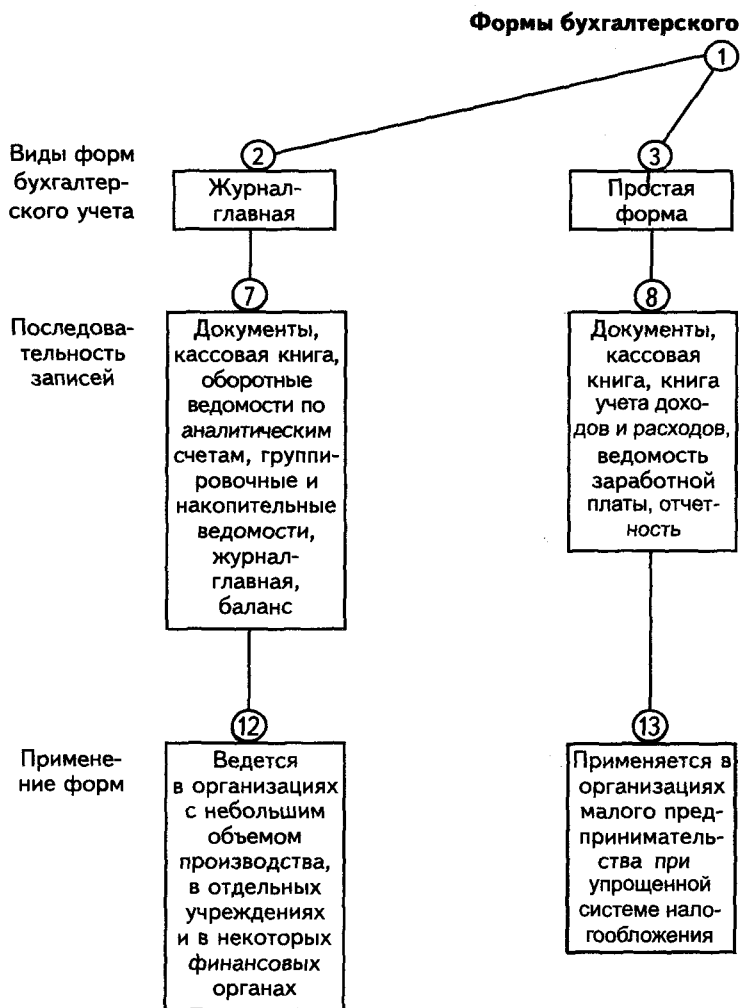 Формы бухгалтерского
1
2
3
Виды форм
бухгалтер-
ского учета
Журнал-
главная
Простая
форма
7
8
Последова-
тельность
записей
Документы,
кассовая книга,
оборотные
ведомости по
аналитическим
счетам, группи-
ровочные и
накопительные
ведомости,
журнал-
главная,
баланс
Документы,
кассовая
книга, книга
учета дохо-
дов и расходов,
ведомость
заработной
платы, отчет-
ность
12
13
Примене-
ние форм
Ведется
в организациях
с небольшим
объемом
производства,
в отдельных
учреждениях
и в некоторых
финансовых
органах
Применяется в
организациях
малого пред-
приниматель-
ства при
упрощенной
системе нало-
гообложения